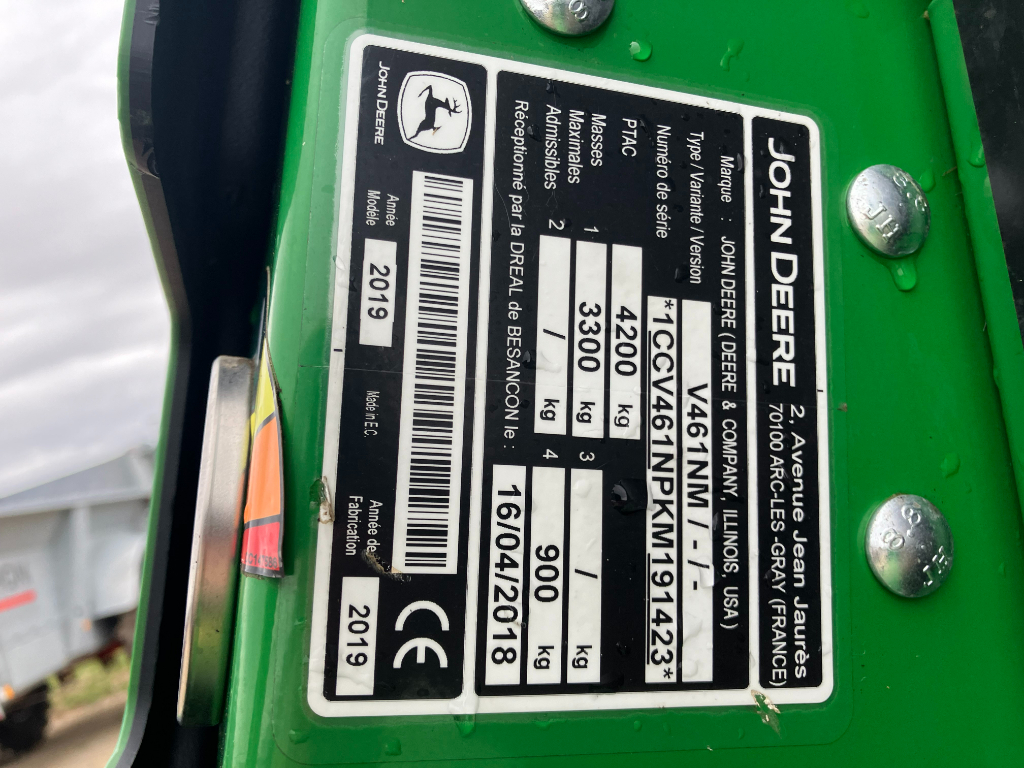 JOHN DEERE 2, Avenue Jean Jaurès
70100 ARC-LES-GRAY (FRANCE)
Marque : JOHN DEERE ( DEERE & COMPANY, ILLINOIS, USA )
Type / Variante / Version V461NM / - / -
Numéro de série *1CCV461NPKM191423*
PTAC 4200 kg
Masses 1 3300 kg 3 / kg
Maximales
Admissibles 2 / kg 4 900 kg
Réceptionné par la DREAL de BESANCON le : 16/04/2018
JOHN DEERE
CE
Année Modèle 2019 Made in E.C. Année de Fabrication 2019